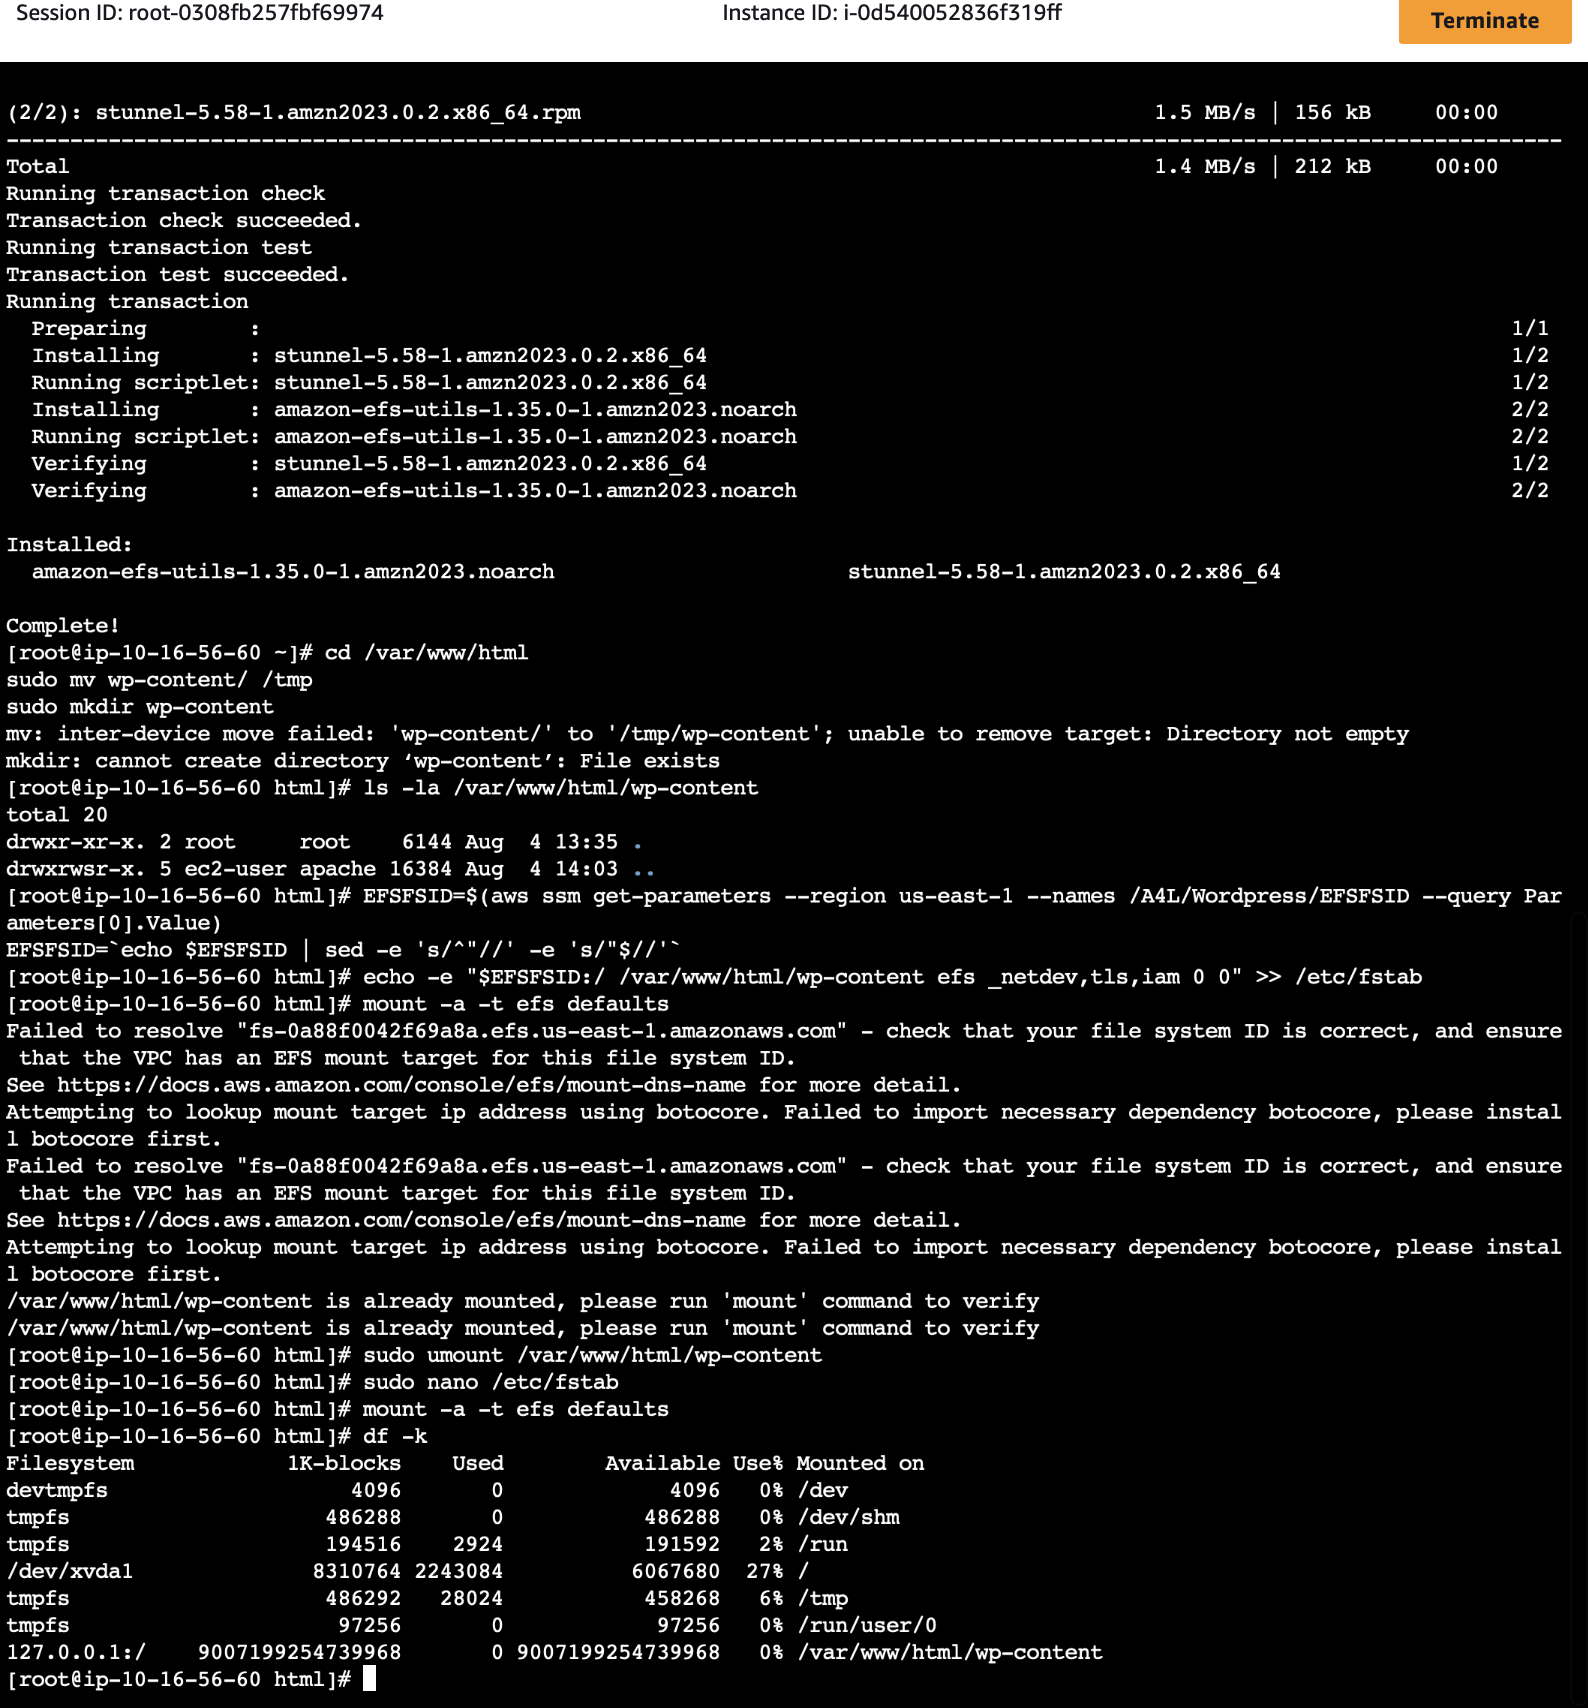 Session ID: root-0308fb257fbf69974 Instance ID: i-0d540052836f319ff Terminate
(2/2): stunnel-5.58-1.amzn2023.0.2.x86_64.rpm 1.5 MB/s | 156 kB 00:00
--------------------------------------------------------------------------------------------------------------------------
Total 1.4 MB/s | 212 kB 00:00
Running transaction check
Transaction check succeeded.
Running transaction test
Transaction test succeeded.
Running transaction
  Preparing        : 1/1
  Installing       : stunnel-5.58-1.amzn2023.0.2.x86_64 1/2
  Running scriptlet: stunnel-5.58-1.amzn2023.0.2.x86_64 1/2
  Installing       : amazon-efs-utils-1.35.0-1.amzn2023.noarch 2/2
  Running scriptlet: amazon-efs-utils-1.35.0-1.amzn2023.noarch 2/2
  Verifying        : stunnel-5.58-1.amzn2023.0.2.x86_64 1/2
  Verifying        : amazon-efs-utils-1.35.0-1.amzn2023.noarch 2/2
Installed:
  amazon-efs-utils-1.35.0-1.amzn2023.noarch stunnel-5.58-1.amzn2023.0.2.x86_64
Complete!
[root@ip-10-16-56-60 ~]# cd /var/www/html
sudo mv wp-content/ /tmp
sudo mkdir wp-content
mv: inter-device move failed: 'wp-content/' to '/tmp/wp-content'; unable to remove target: Directory not empty
mkdir: cannot create directory ‘wp-content’: File exists
[root@ip-10-16-56-60 html]# ls -la /var/www/html/wp-content
total 20
drwxr-xr-x. 2 root     root    6144 Aug  4 13:35 .
drwxrwsr-x. 5 ec2-user apache 16384 Aug  4 14:03 ..
[root@ip-10-16-56-60 html]# EFSFSID=$(aws ssm get-parameters --region us-east-1 --names /A4L/Wordpress/EFSFSID --query Par
ameters[0].Value)
EFSFSID=`echo $EFSFSID | sed -e 's/^"//' -e 's/"$//'`
[root@ip-10-16-56-60 html]# echo -e "$EFSFSID:/ /var/www/html/wp-content efs _netdev,tls,iam 0 0" >> /etc/fstab
[root@ip-10-16-56-60 html]# mount -a -t efs defaults
Failed to resolve "fs-0a88f0042f69a8a.efs.us-east-1.amazonaws.com" - check that your file system ID is correct, and ensure
 that the VPC has an EFS mount target for this file system ID.
See https://docs.aws.amazon.com/console/efs/mount-dns-name for more detail.
Attempting to lookup mount target ip address using botocore. Failed to import necessary dependency botocore, please instal
l botocore first.
Failed to resolve "fs-0a88f0042f69a8a.efs.us-east-1.amazonaws.com" - check that your file system ID is correct, and ensure
 that the VPC has an EFS mount target for this file system ID.
See https://docs.aws.amazon.com/console/efs/mount-dns-name for more detail.
Attempting to lookup mount target ip address using botocore. Failed to import necessary dependency botocore, please instal
l botocore first.
/var/www/html/wp-content is already mounted, please run 'mount' command to verify
/var/www/html/wp-content is already mounted, please run 'mount' command to verify
[root@ip-10-16-56-60 html]# sudo umount /var/www/html/wp-content
[root@ip-10-16-56-60 html]# sudo nano /etc/fstab
[root@ip-10-16-56-60 html]# mount -a -t efs defaults
[root@ip-10-16-56-60 html]# df -k
Filesystem            1K-blocks    Used        Available Use% Mounted on
devtmpfs                   4096       0             4096   0% /dev
tmpfs                    486288       0           486288   0% /dev/shm
tmpfs                    194516    2924           191592   2% /run
/dev/xvda1              8310764 2243084          6067680  27% /
tmpfs                    486292   28024           458268   6% /tmp
tmpfs                     97256       0            97256   0% /run/user/0
127.0.0.1:/    9007199254739968       0 9007199254739968   0% /var/www/html/wp-content
[root@ip-10-16-56-60 html]#